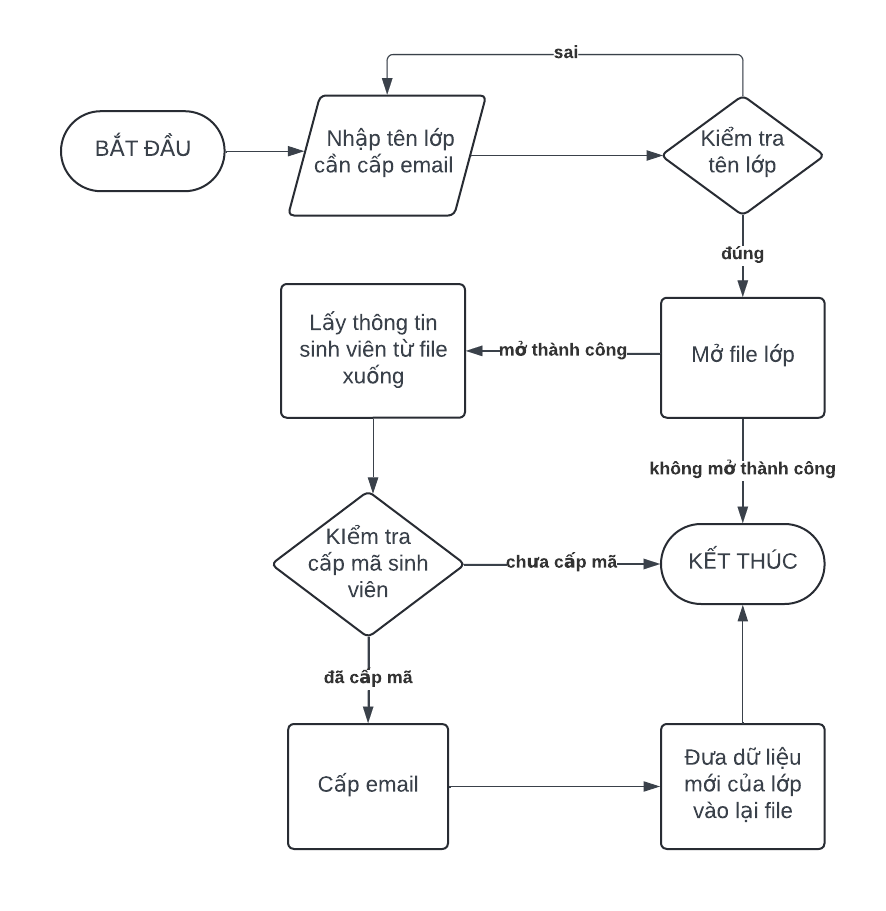 sai
BẮT ĐẦU
Nhập tên lớp
cần cấp email
Kiểm tra
tên lớp
đúng
Lấy thông tin
sinh viên từ file
xuống
mở thành công
Mở file lớp
không mở thành công
KIểm tra
cấp mã sinh
viên
chưa cấp mã
KẾT THÚC
đã cấp mã
Cấp email
Đưa dữ liệu
mới của lớp
vào lại file